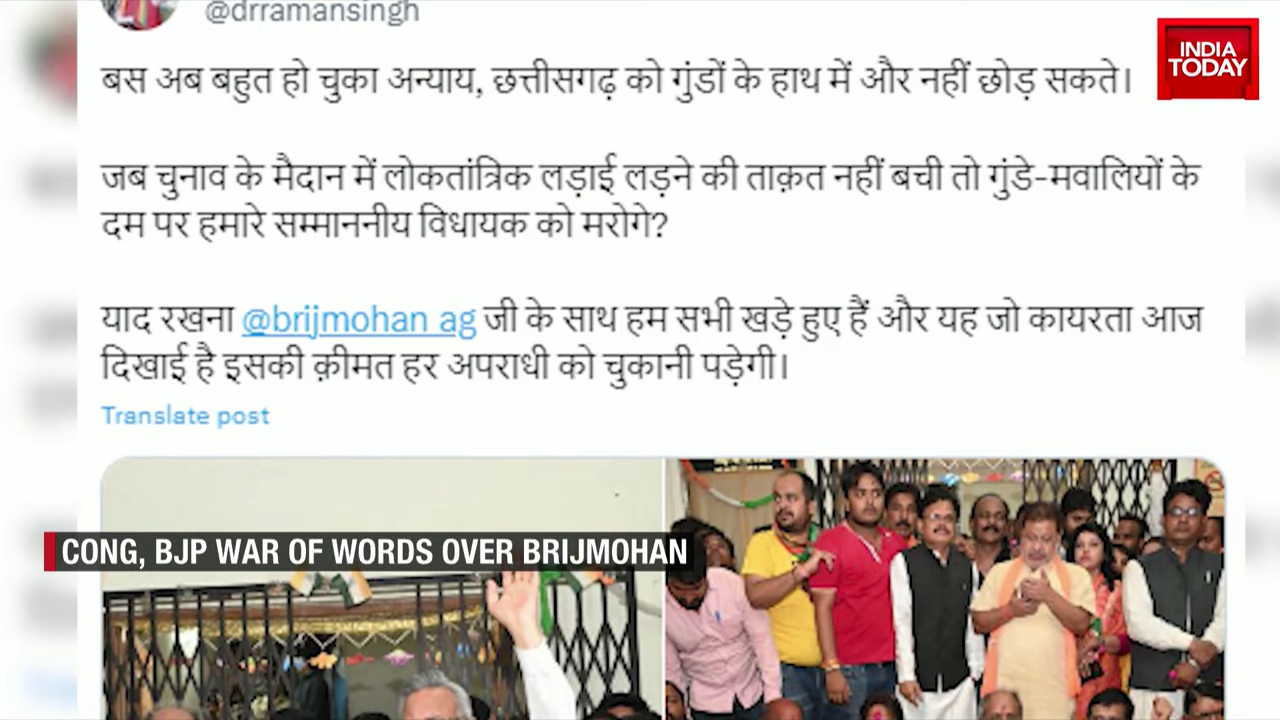 @drramansingh
INDIA
TODAY
बस अब बहुत हो चुका अन्याय, छत्तीसगढ़ को गुंडों के हाथ में और नहीं छोड़ सकते।
जब चुनाव के मैदान में लोकतांत्रिक लड़ाई लड़ने की ताक़त नहीं बची तो गुंडे-मवालियों के
दम पर हमारे सम्माननीय विधायक को मरोगे?
याद रखना @brijmohan_ag जी के साथ हम सभी खड़े हुए हैं और यह जो कायरता आज
दिखाई है इसकी क़ीमत हर अपराधी को चुकानी पड़ेगी।
Translate post
CONG, BJP WAR OF WORDS OVER BRIJMOHAN